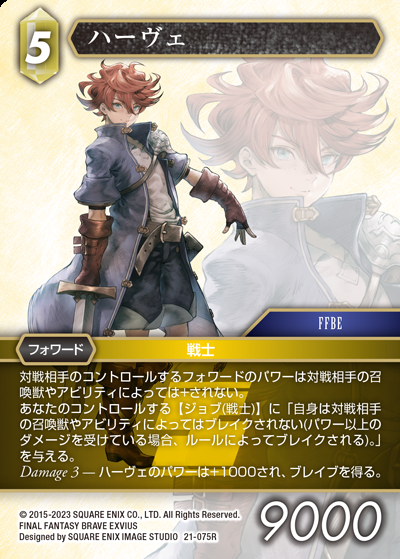 5
ハーヴェ
FFBE
フォワード
戦士
対戦相手のコントロールするフォワードのパワーは対戦相手の召
喚獣やアビリティによっては+されない。
あなたのコントロールする【ジョブ(戦士)】に「自身は対戦相手
の召喚獣やアビリティによってはブレイクされない(パワー以上の
ダメージを受けている場合、ルールによってブレイクされる)。」
を与える。
Damage 3 — ハーヴェのパワーは+1000され、ブレイブを得る。
© 2015-2023 SQUARE ENIX CO., LTD. All Rights Reserved.
FINAL FANTASY BRAVE EXVIUS
Designed by SQUARE ENIX IMAGE STUDIO 21-075R
9000